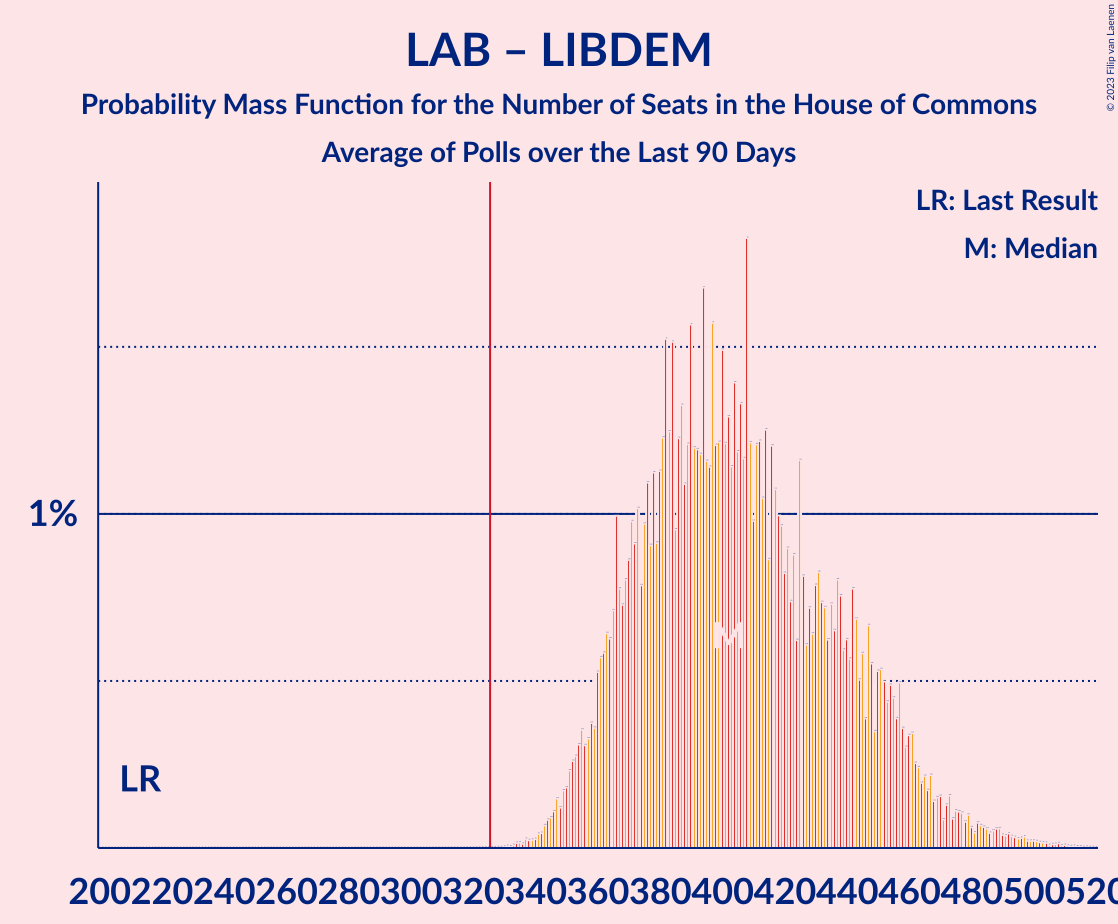 LAB – LIBDEM
Probability Mass Function for the Number of Seats in the House of Commons
Average of Polls over the Last 90 Days
© 2023 Filip van Laenen
LR: Last Result
M: Median
1%
M
LR
200220240260280300320340360380400420440460480500520